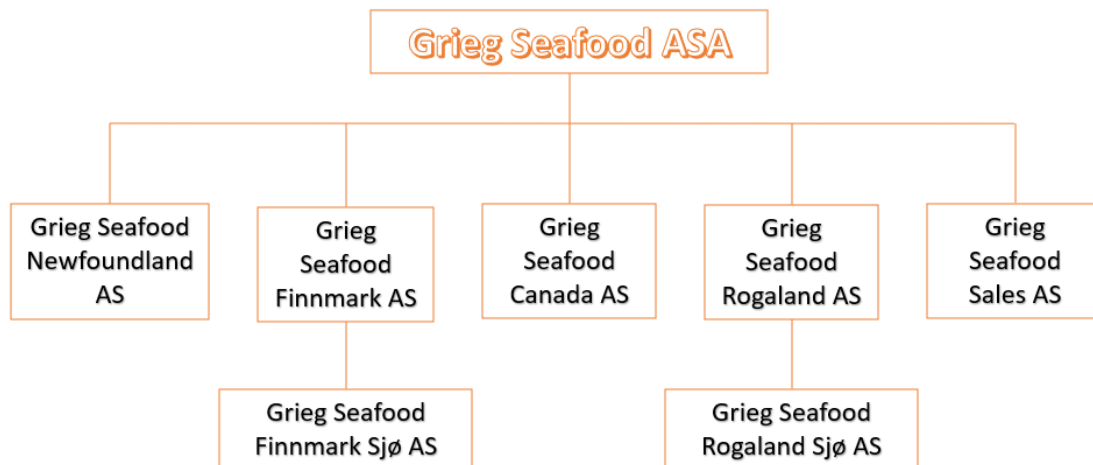 Grieg Seafood ASA
Grieg Seafood
Newfoundland
AS
Grieg
Seafood
Finnmark AS
Grieg
Seafood
Canada AS
Grieg
Seafood
Rogaland AS
Grieg
Seafood
Sales AS
Grieg Seafood
Finnmark Sjø AS
Grieg Seafood
Rogaland Sjø AS